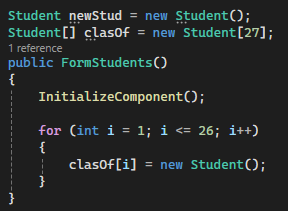 Student newStud = new Student();
Student[] clasOf = new Student[27];
1 reference
public FormStudents()
{
InitializeComponent();
for (int i = 1; i <= 26; i++)
{
clasOf[i] = new Student();
}
}